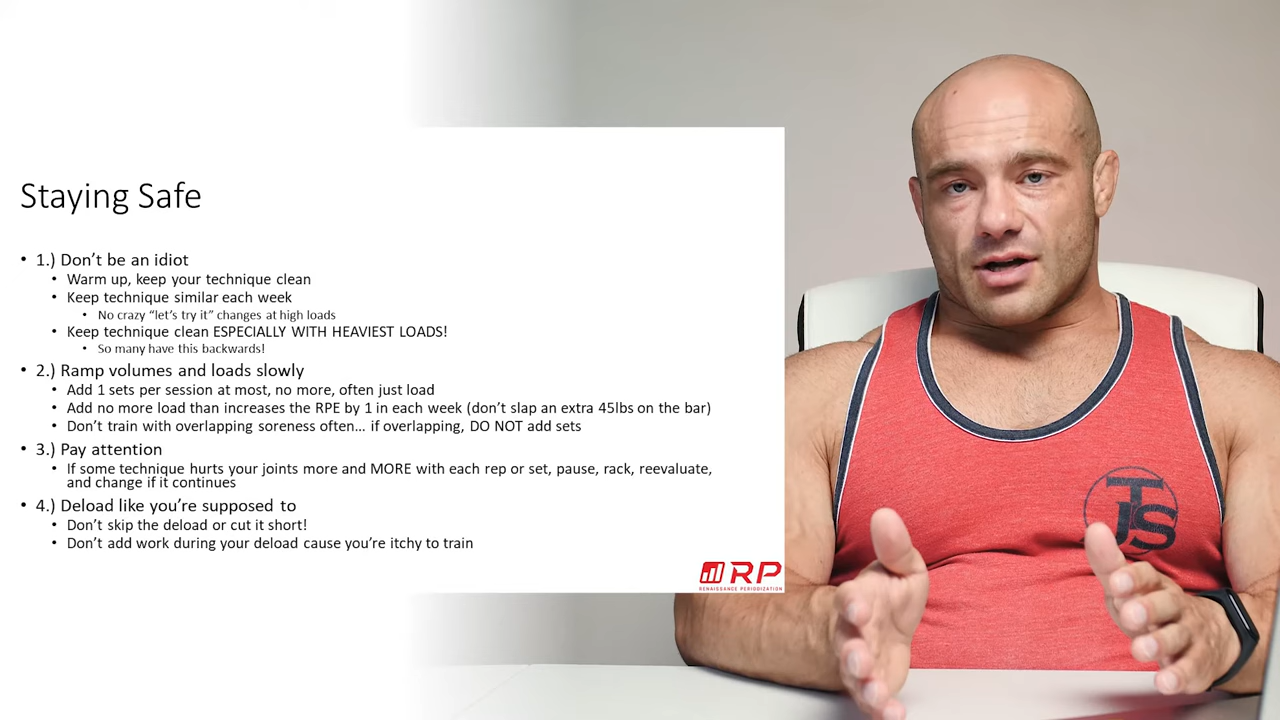 Staying Safe
• 1.) Don't be an idiot
• Warm up, keep your technique clean
• Keep technique similar each week
• No crazy "let's try it" changes at high loads
• Keep technique clean ESPECIALLY WITH HEAVIEST LOADS!
• So many have this backwards!
• 2.) Ramp volumes and loads slowly
• Add 1 sets per session at most, no more, often just load
• Add no more load than increases the RPE by 1 in each week (don't slap an extra 45lbs on the bar)
• Don't train with overlapping soreness often... if overlapping, DO NOT add sets
• 3.) Pay attention
• If some technique hurts your joints more and MORE with each rep or set, pause, rack, reevaluate,
and change if it continues
• 4.) Deload like you're supposed to
• Don't skip the deload or cut it short!
• Don't add work during your deload cause you're itchy to train
RP
RENAISSANCE PERIODIZATION
TJS